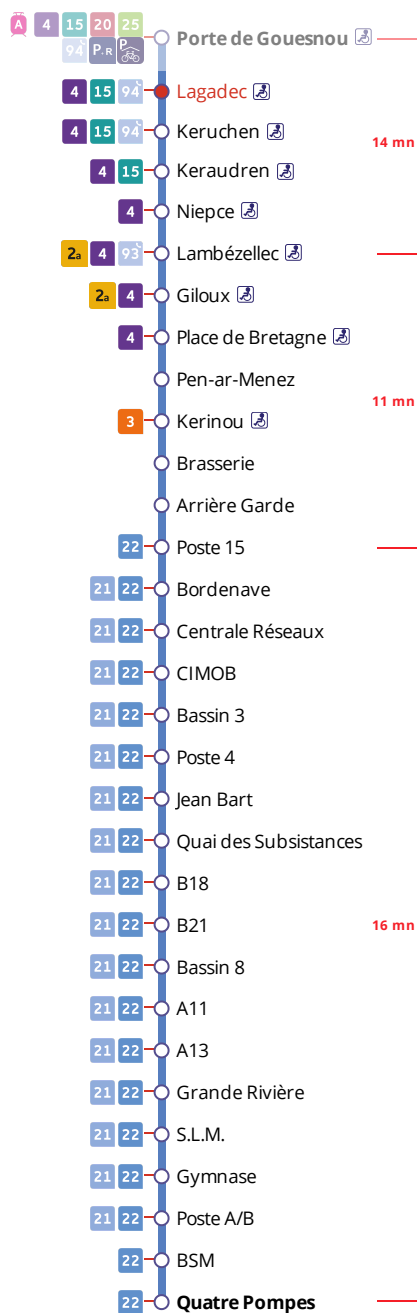 A 4 15 20 25
94 P+R P
Porte de Gouesnou
4 15 94 Lagadec
4 15 94 Keruchen
14 mn
4 15 Keraudren
4 Niepce
2a 4 93 Lambézellec
2a 4 Giloux
4 Place de Bretagne
Pen-ar-Menez
11 mn
3 Kerinou
Brasserie
Arrière Garde
22 Poste 15
21 22 Bordenave
21 22 Centrale Réseaux
21 22 CIMOB
21 22 Bassin 3
21 22 Poste 4
21 22 Jean Bart
21 22 Quai des Subsistances
21 22 B18
21 22 B21
16 mn
21 22 Bassin 8
21 22 A11
21 22 A13
21 22 Grande Rivière
21 22 S.L.M.
21 22 Gymnase
21 22 Poste A/B
22 BSM
22 Quatre Pompes